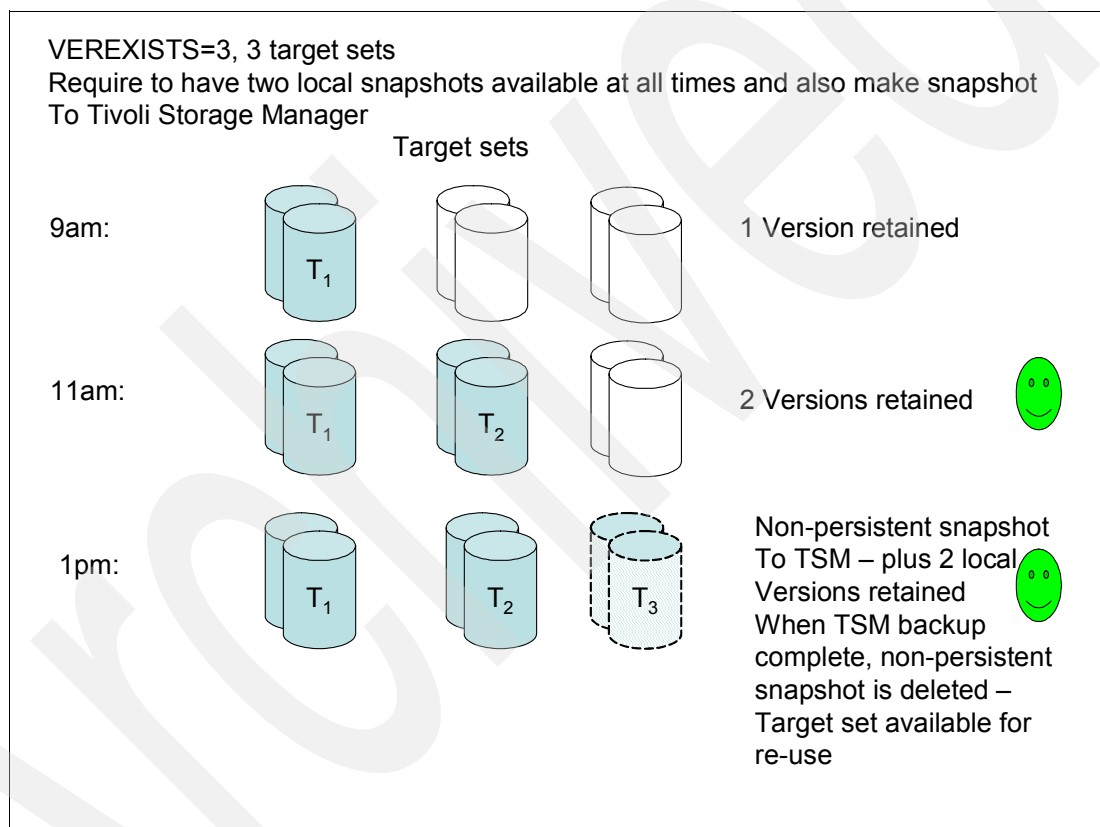 VEREXISTS=3, 3 target sets
Require to have two local snapshots available at all times and also make snapshot
To Tivoli Storage Manager
Target sets
9am:
T1
1 Version retained
11am:
T1
T2
2 Versions retained
1pm:
T1
T2
T3
Non-persistent snapshot
To TSM – plus 2 local
Versions retained
When TSM backup
complete, non-persistent
snapshot is deleted –
Target set available for
re-use